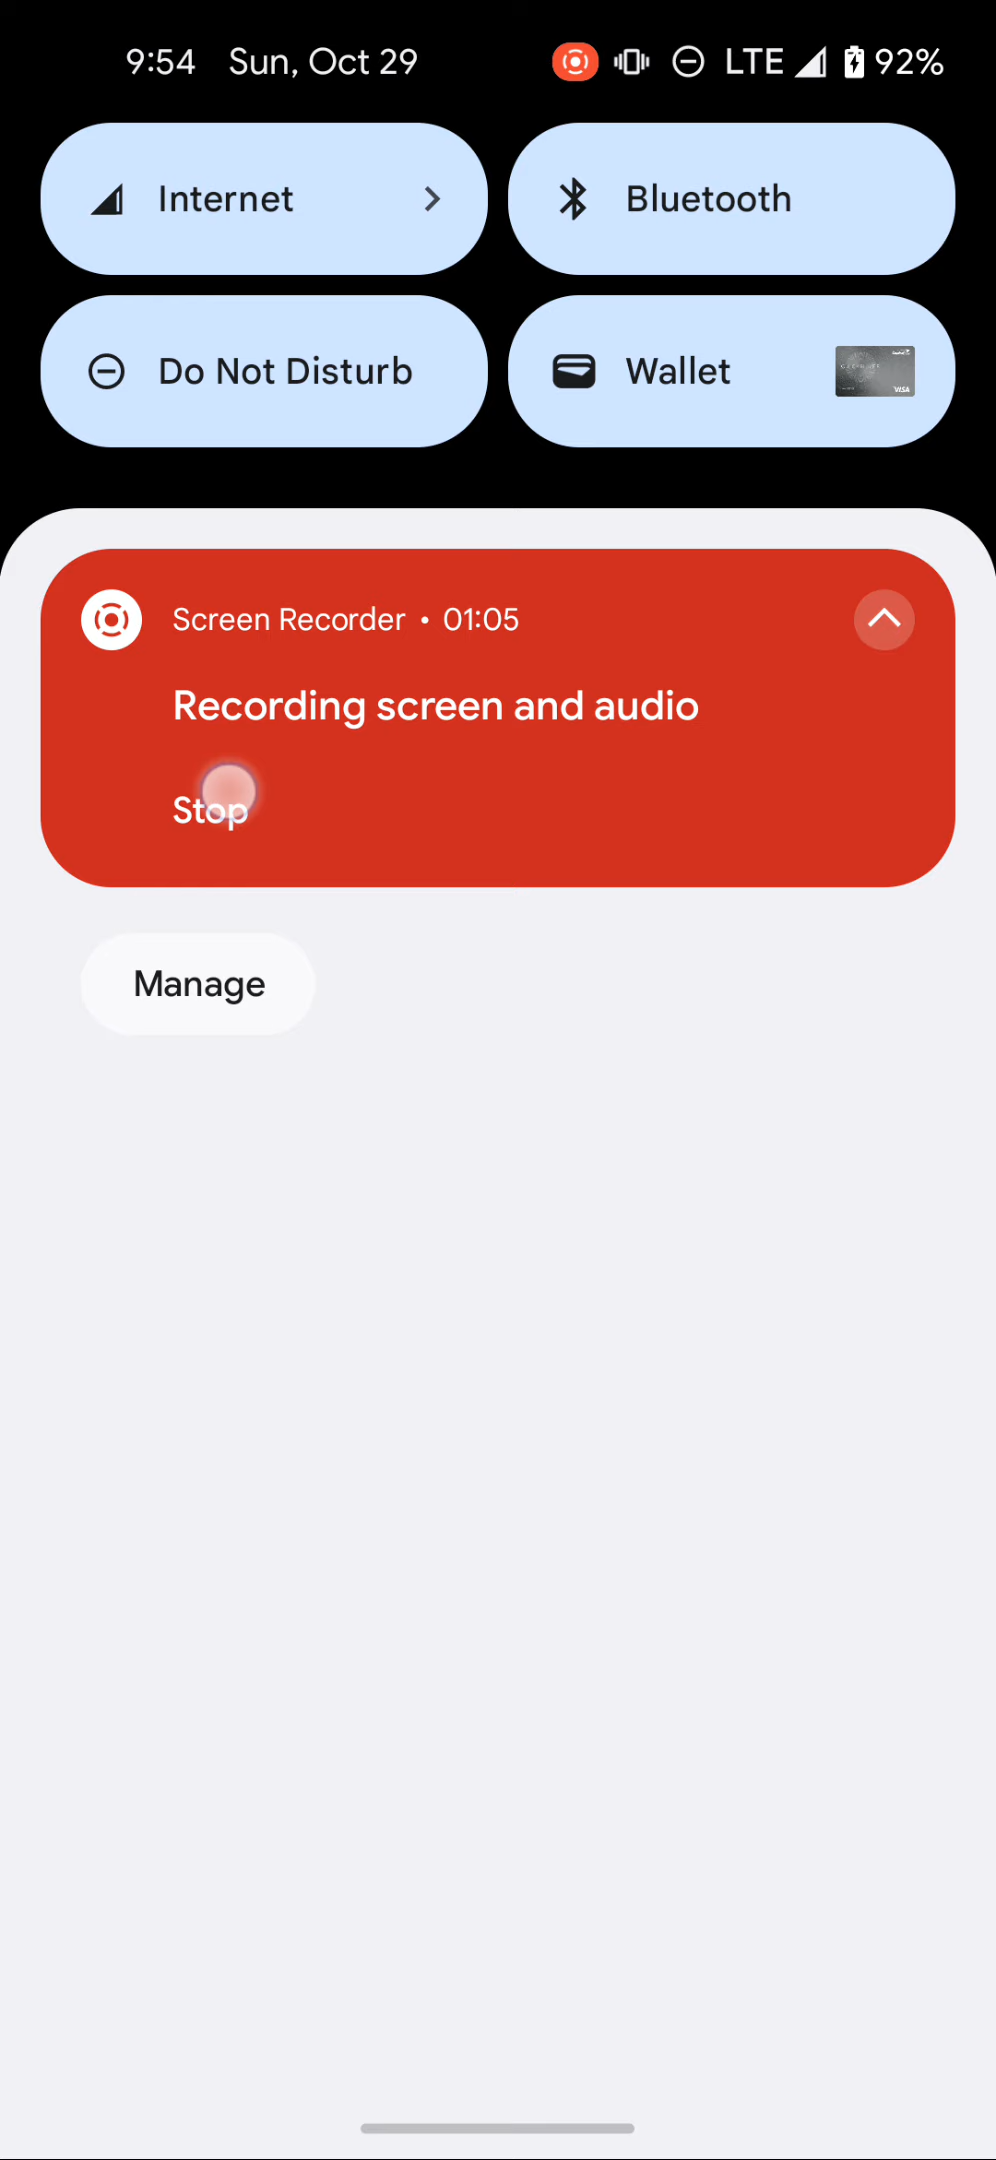 9:54 Sun, Oct 29 LTE 92%
Internet
Bluetooth
Do Not Disturb
Wallet
VISA
Screen Recorder • 01:05
Recording screen and audio
Stop
Manage